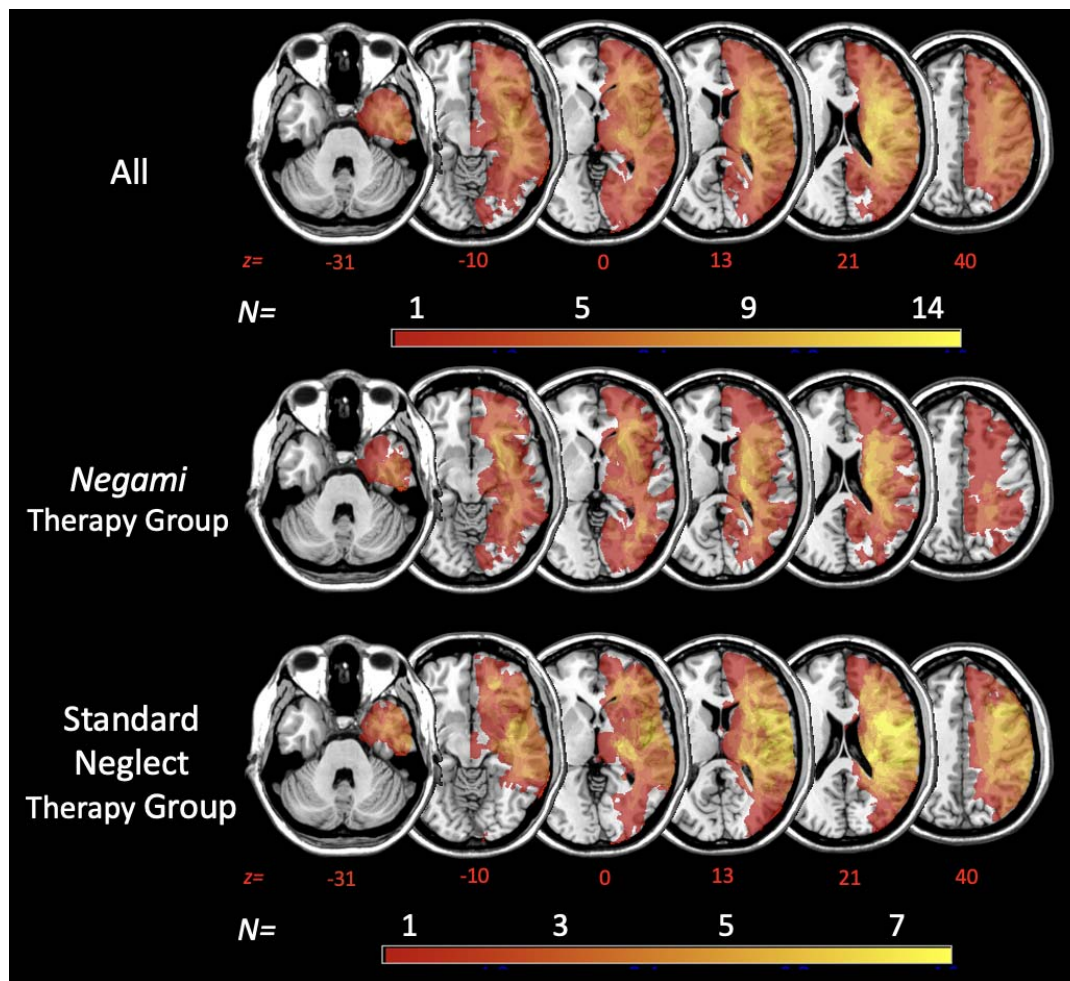 All
z= -31 -10 0 13 21 40
N= 1 5 9 14
Negami
Therapy Group
Standard
Neglect
Therapy Group
z= -31 -10 0 13 21 40
N= 1 3 5 7